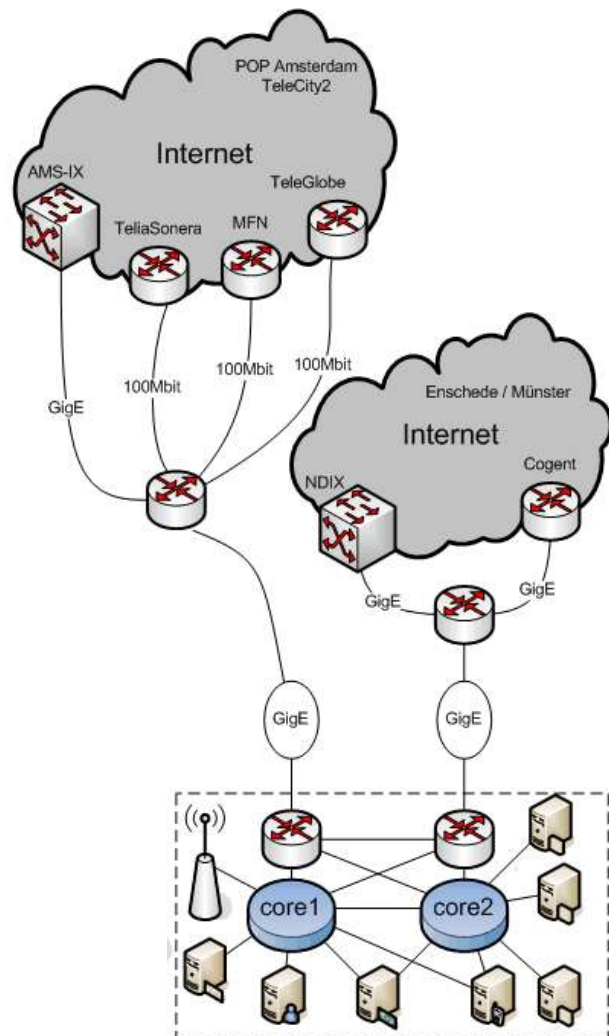 POP Amsterdam
TeleCity2
Internet
AMS-IX
TeleGlobe
TeliaSonera
MFN
100Mbit
100Mbit
100Mbit
GigE
Enschede / Münster
Internet
NDIX
Cogent
GigE
GigE
GigE
GigE
core1
core2